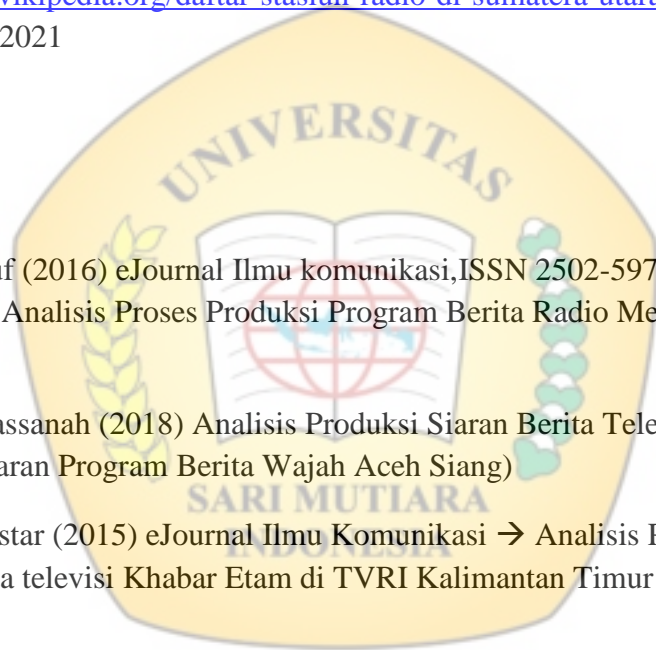 wikipedia.org/daftar-stasiun-radio-di-sumatera-utar
2021
UNIVERSITAS
uf (2016) eJournal Ilmu komunikasi,ISSN 2502-597
Analisis Proses Produksi Program Berita Radio Me
assanah (2018) Analisis Produksi Siaran Berita Tele
aran Program Berita Wajah Aceh Siang)
SARI MUTIARA
star (2015) eJournal Ilmu Komunikasi → Analisis
INDONESIA
a televisi Khabar Etam di TVRI Kalimantan Timur